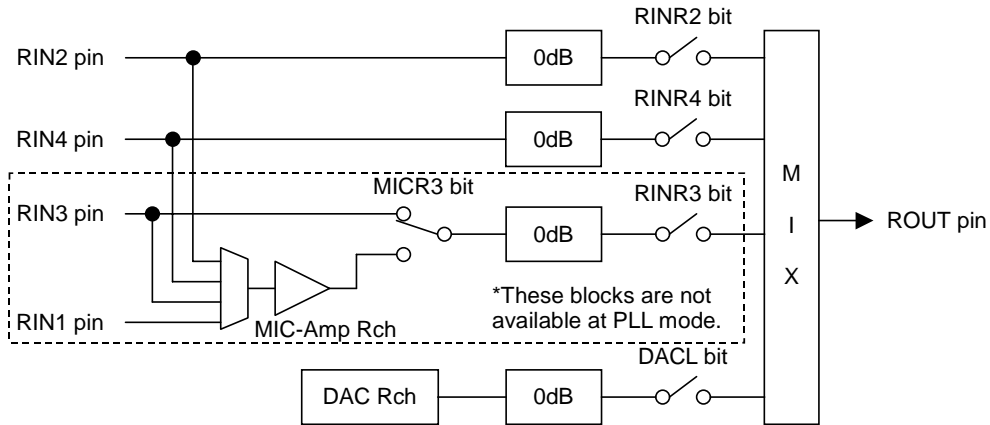 RINR2 bit
RIN2 pin
0dB
RINR4 bit
RIN4 pin
0dB
M
I
X
MICR3 bit
RINR3 bit
RIN3 pin
0dB
ROUT pin
*These blocks are not
available at PLL mode.
RIN1 pin
MIC-Amp Rch
DACL bit
DAC Rch
0dB